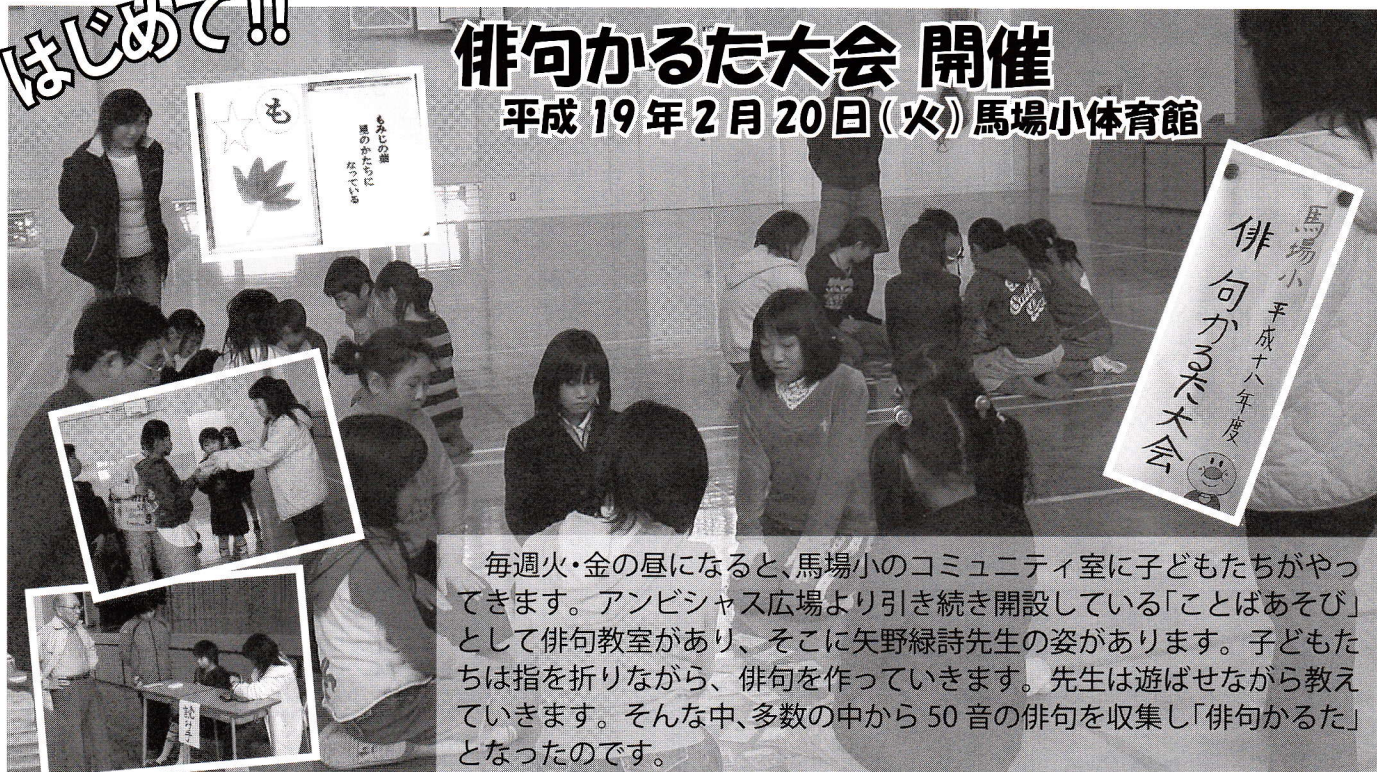 はじめて!!
俳句かるた大会 開催
平成19年2月20日(火)馬場小体育館
も
もみじの葉
星のかたちに
なっている
馬場小 平成十八年度
俳句かるた大会
読み手
毎週火・金の昼になると、馬場小のコミュニティ室に子どもたちがやっ
てきます。アンビシャス広場より引き続き開設している「ことばあそび」
として俳句教室があり、そこに矢野緑詩先生の姿があります。子どもた
ちは指を折りながら、俳句を作っていきます。先生は遊ばせながら教え
ていきます。そんな中、多数の中から50音の俳句を収集し「俳句かるた」
となったのです。